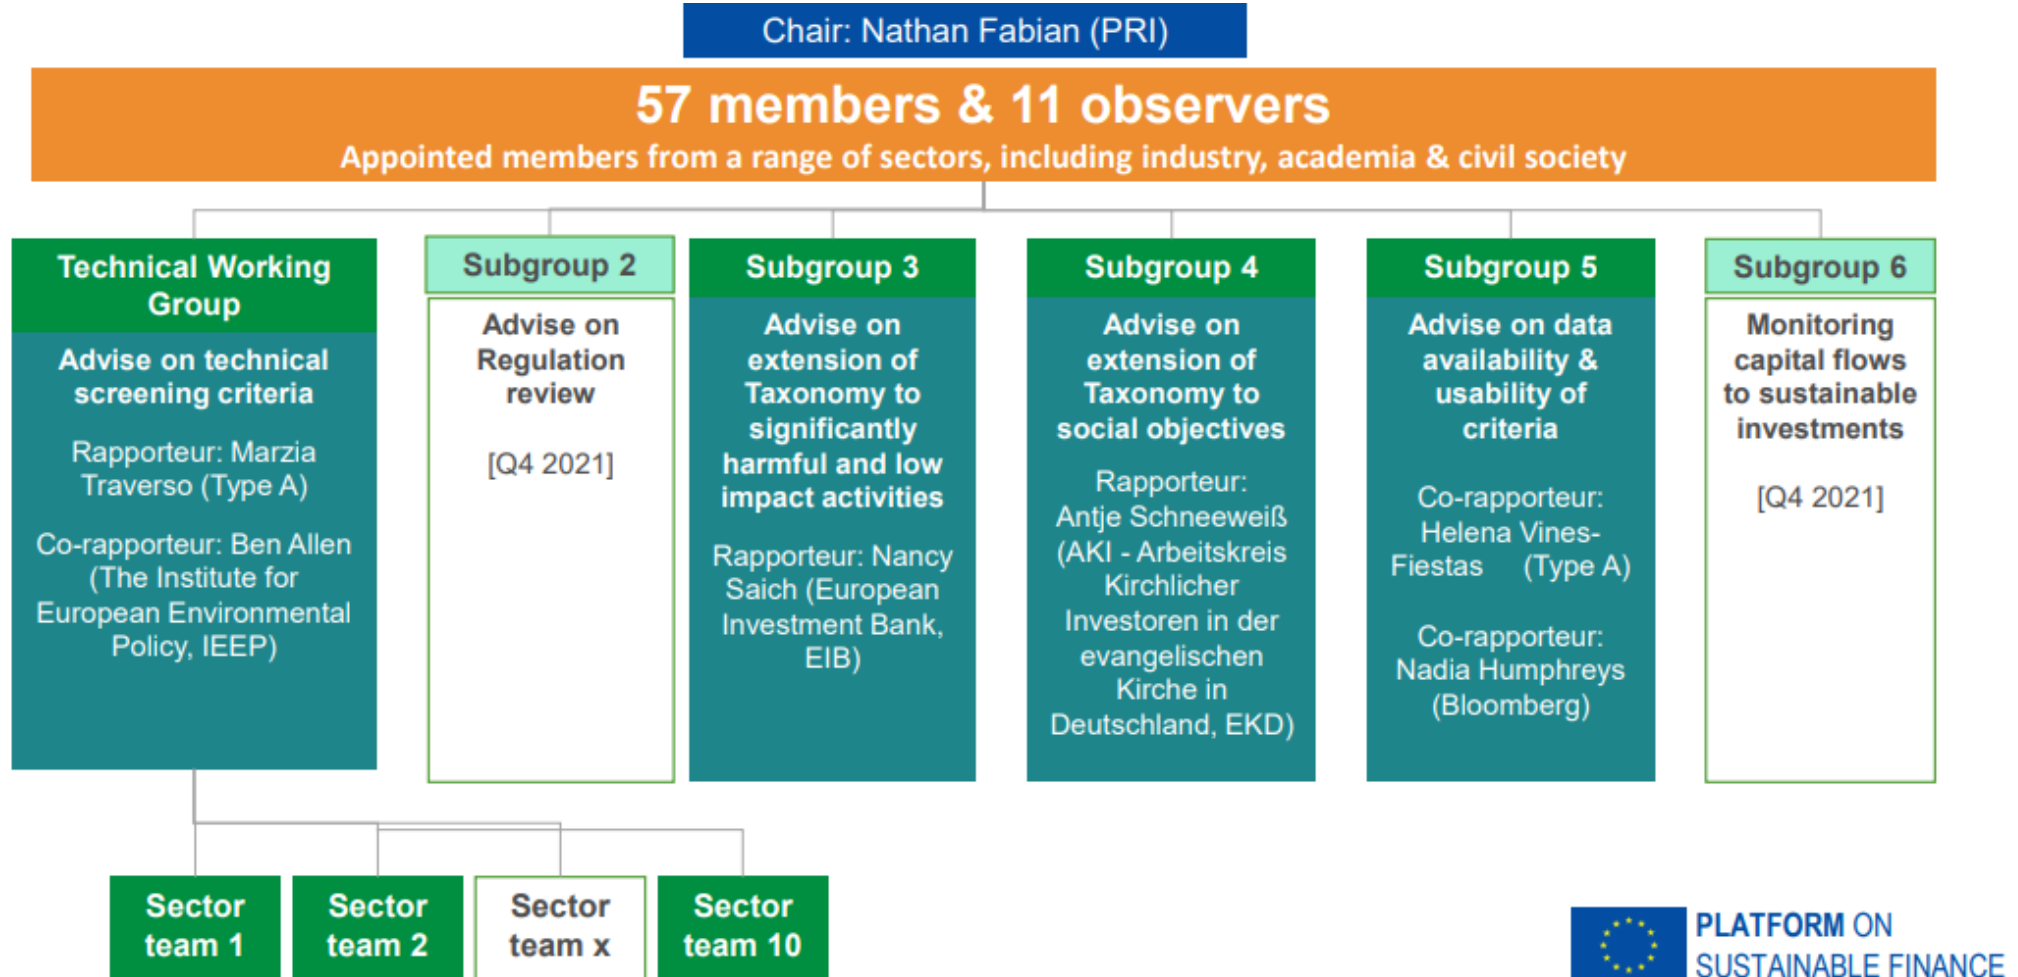 Chair: Nathan Fabian (PRI)
57 members & 11 observers
Appointed members from a range of sectors, including industry, academia & civil society
Technical Working
Group
Advise on technical
screening criteria
Rapporteur: Marzia
Traverso (Type A)
Co-rapporteur: Ben Allen
(The Institute for
European Environmental
Policy, IEEP)
Subgroup 2
Advise on
Regulation
review
[Q4 2021]
Subgroup 3
Advise on
extension of
Taxonomy to
significantly
harmful and low
impact activities
Rapporteur: Nancy
Saich (European
Investment Bank,
EIB)
Subgroup 4
Advise on
extension of
Taxonomy to
social objectives
Rapporteur:
Antje Schneeweiß
(AKI - Arbeitskreis
Kirchlicher
Investoren in der
evangelischen
Kirche in
Deutschland, EKD)
Subgroup 5
Advise on data
availability &
usability of
criteria
Co-rapporteur:
Helena Vines-
Fiestas (Type A)
Co-rapporteur:
Nadia Humphreys
(Bloomberg)
Subgroup 6
Monitoring
capital flows
to sustainable
investments
[Q4 2021]
Sector
team 1
Sector
team 2
Sector
team x
Sector
team 10
PLATFORM ON
SUSTAINABLE FINANCE